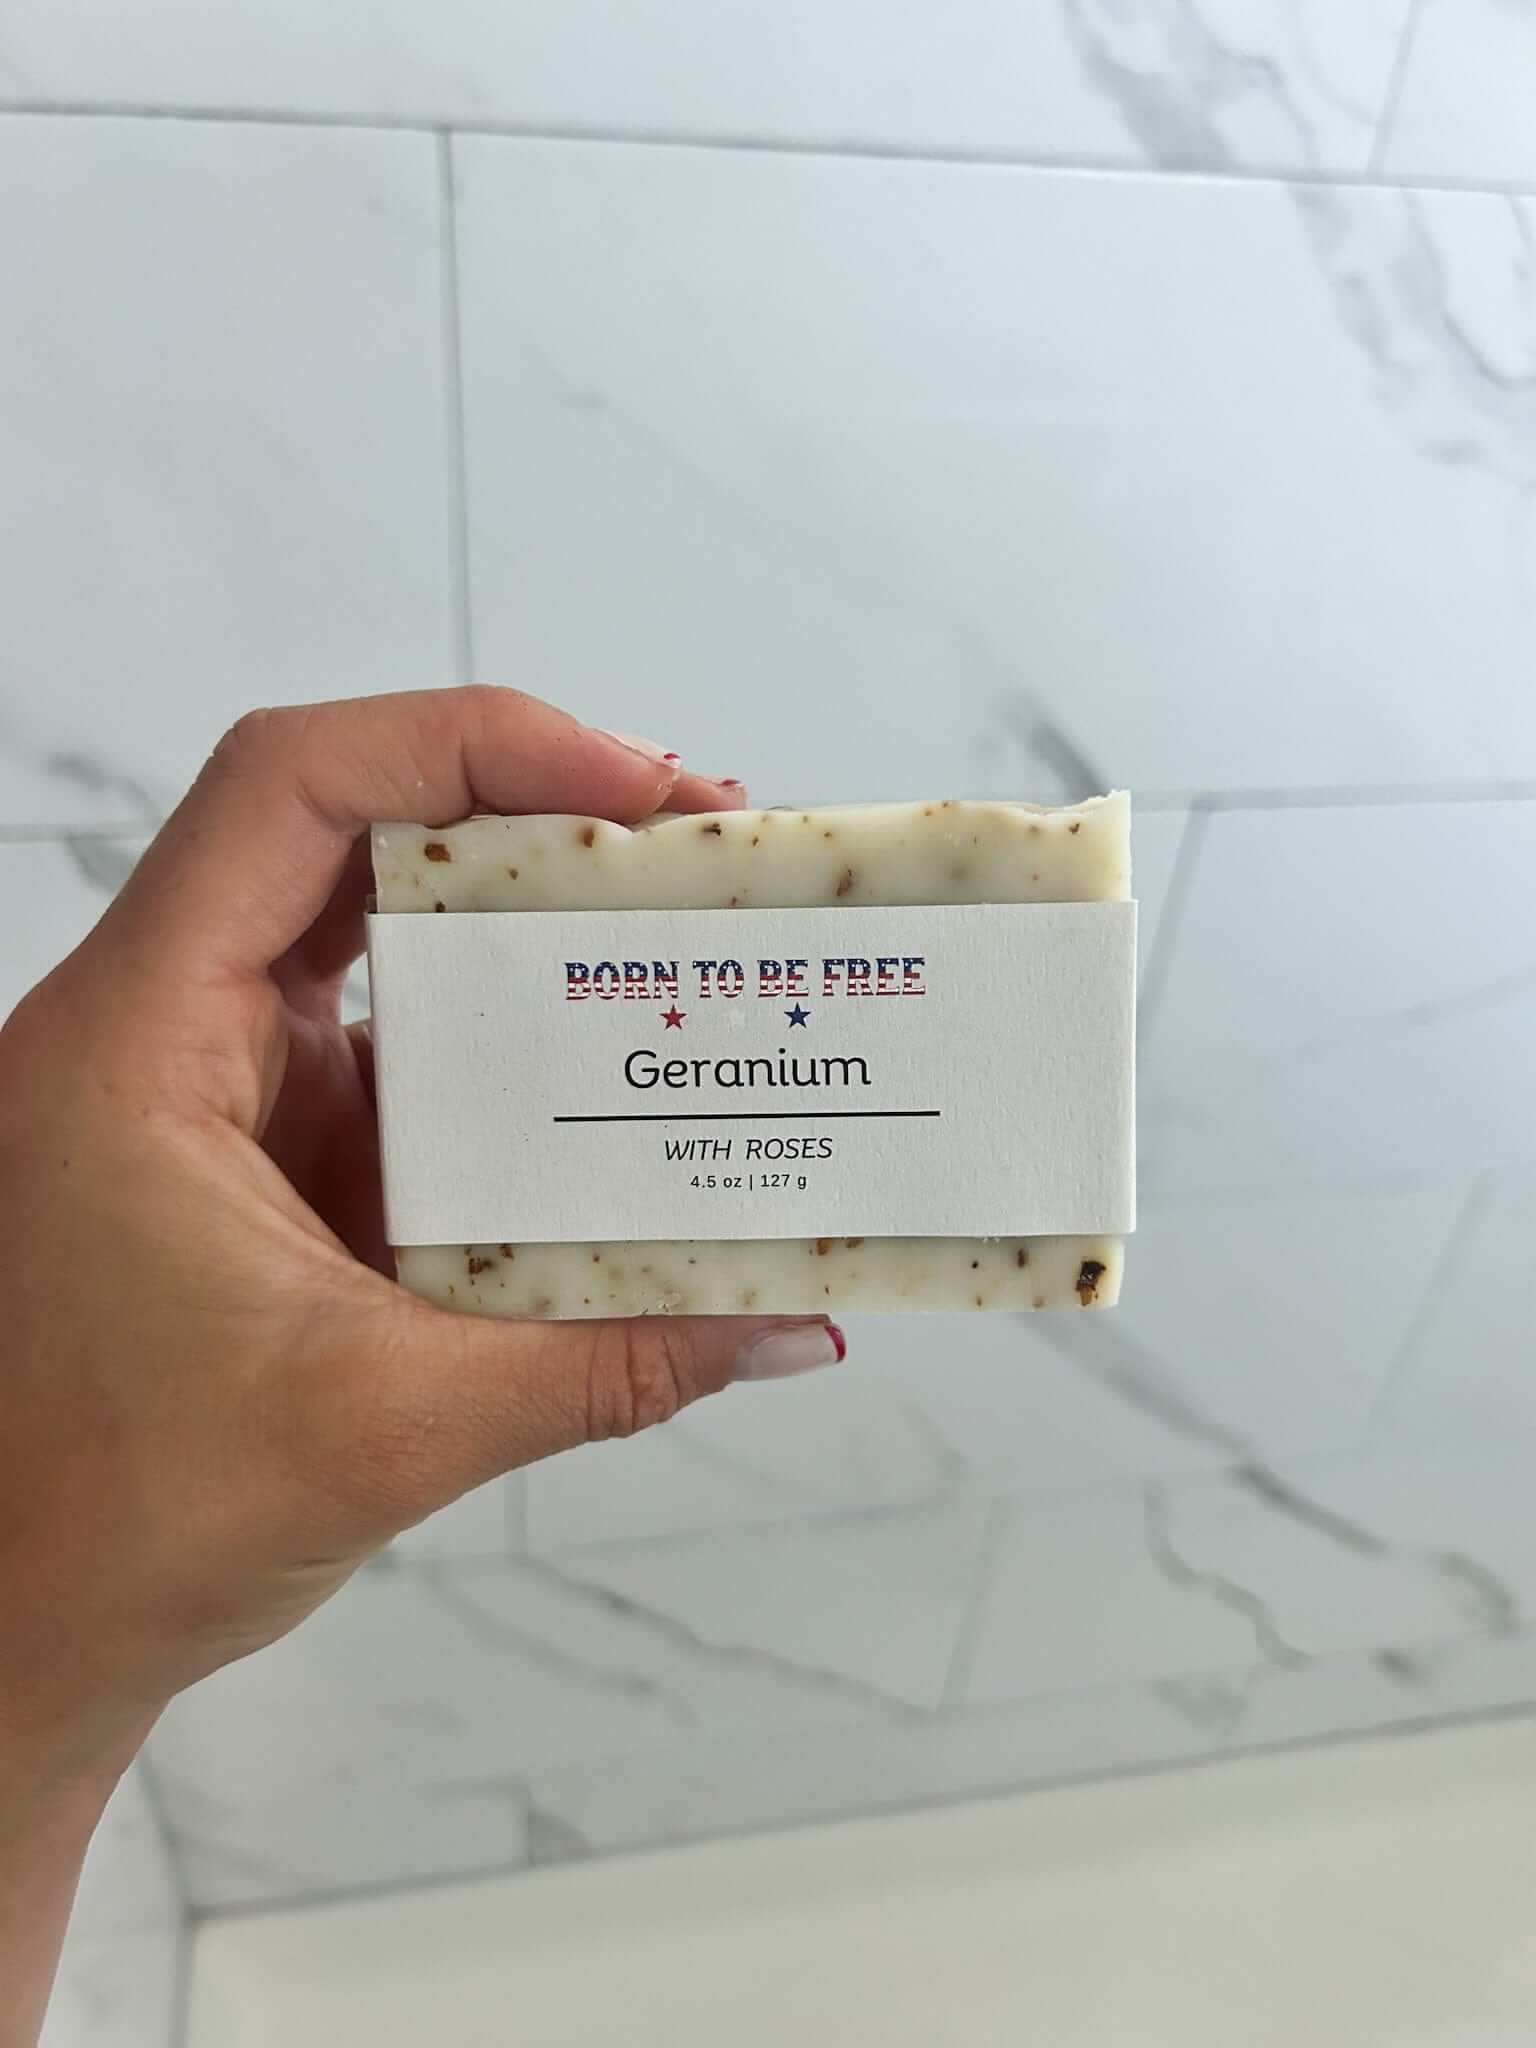 BORN TO BE FREE
Geranium
WITH ROSES
4.5 oz | 127 g